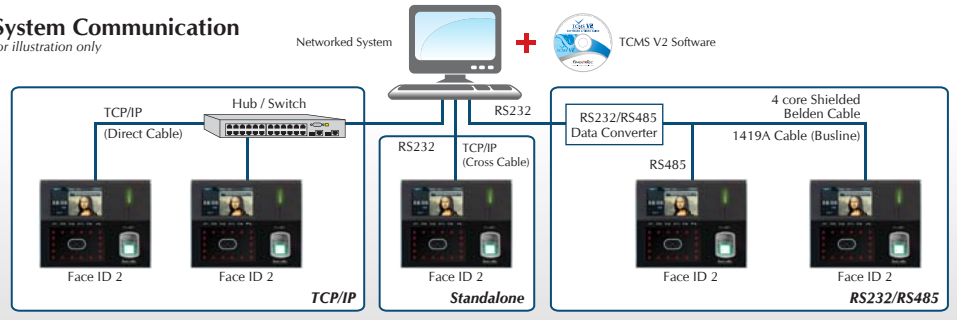 System Communication
or illustration only
Networked System
TCMS V2
TCMS V2 Software
TCP/IP
(Direct Cable)
Hub / Switch
Face ID 2
Face ID 2
TCP/IP
RS232
TCP/IP
(Cross Cable)
Face ID 2
Standalone
RS232
RS232/RS485
Data Converter
4 core Shielded
Belden Cable
1419A Cable (Busline)
RS485
Face ID 2
Face ID 2
RS232/RS485